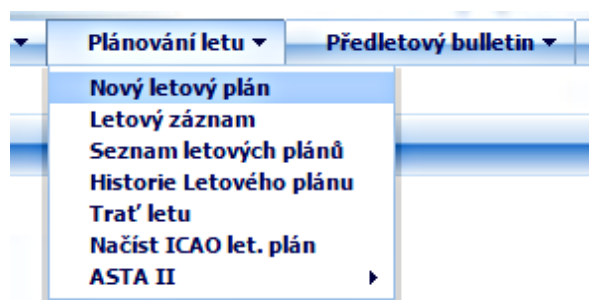 Plánování letu Předletový bulletin
Nový letový plán
Letový záznam
Seznam letových plánů
Historie Letového plánu
Trať letu
Načíst ICAO let. plán
ASTA II